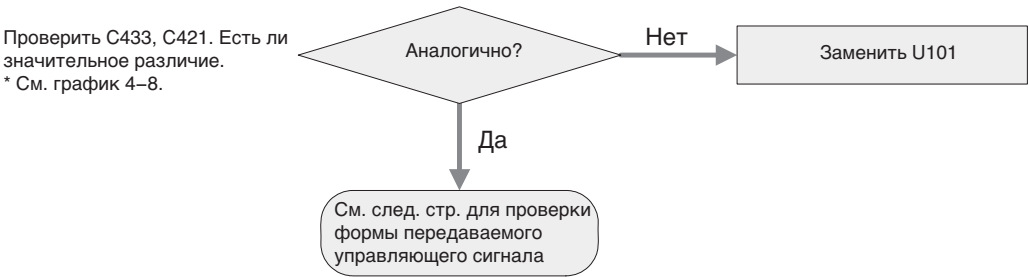 Проверить C433, C421. Есть ли
значительное различие.
* См. график 4–8.
Аналогично?
Нет
Заменить U101
Да
См. след. стр. для проверки
формы передаваемого
управляющего сигнала